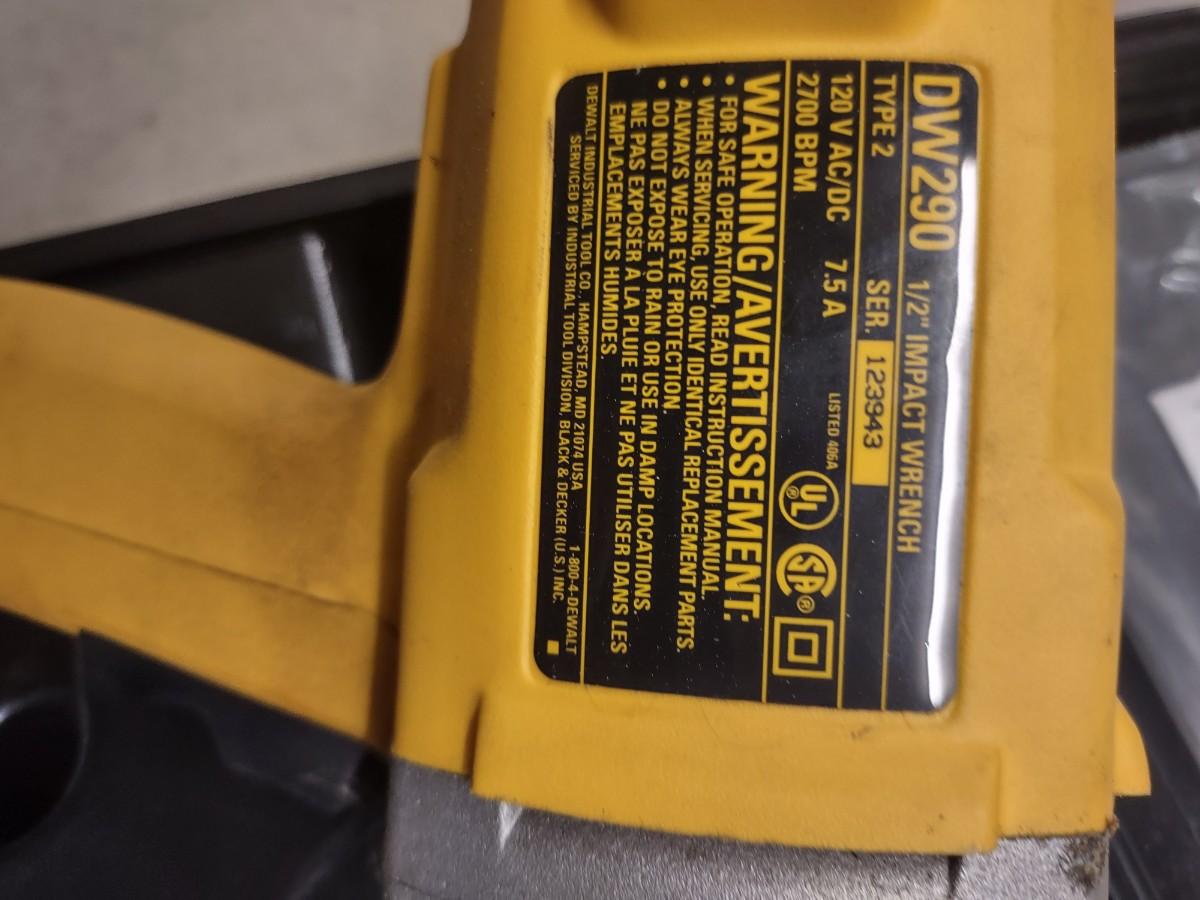 DW290 1/2" IMPACT WRENCH
TYPE 2 SER. 123943
120 V AC/DC 7.5 A
2700 BPM LISTED 406A UL® SA®
WARNING/AVERTISSEMENT:
• FOR SAFE OPERATION, READ INSTRUCTION MANUAL.
• WHEN SERVICING, USE ONLY IDENTICAL REPLACEMENT PARTS.
• ALWAYS WEAR EYE PROTECTION.
• DO NOT EXPOSE TO RAIN OR USE IN DAMP LOCATIONS.
NE PAS EXPOSER A LA PLUIE ET NE PAS UTILISER DANS LES
EMPLACEMENTS HUMIDES.
DEWALT INDUSTRIAL TOOL CO., HAMPSTEAD, MD 21074 USA 1-800-4-DEWALT
SERVICED BY INDUSTRIAL TOOL DIVISION, BLACK & DECKER (U.S.) INC.